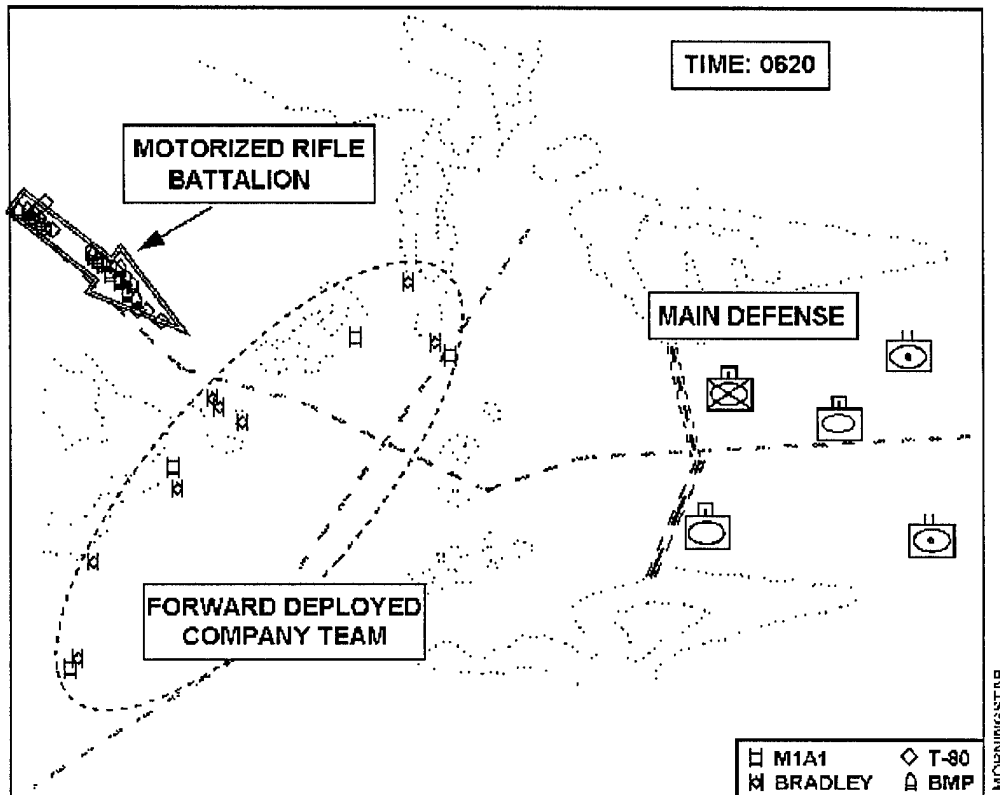 TIME: 0620
MOTORIZED RIFLE
BATTALION
MAIN DEFENSE
FORWARD DEPLOYED
COMPANY TEAM
M1A1
T-80
BRADLEY
BMP
MORNINGSTAR